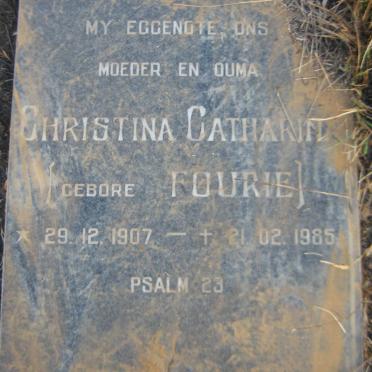 MY EGGENOTE, ONS
MOEDER EN OUMA
CHRISTINA CATHARINA
[GEBORE FOURIE]
* 29.12.1907 — † 21.02.1985
PSALM 23